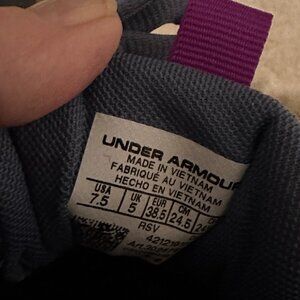 UNDER ARMOUR
MADE IN VIETNAM
FABRIQUÉ AU VIETNAM
HECHO EN VIETNAM
USA UK EUR CM
7.5 5 38.5 24.5
RSV